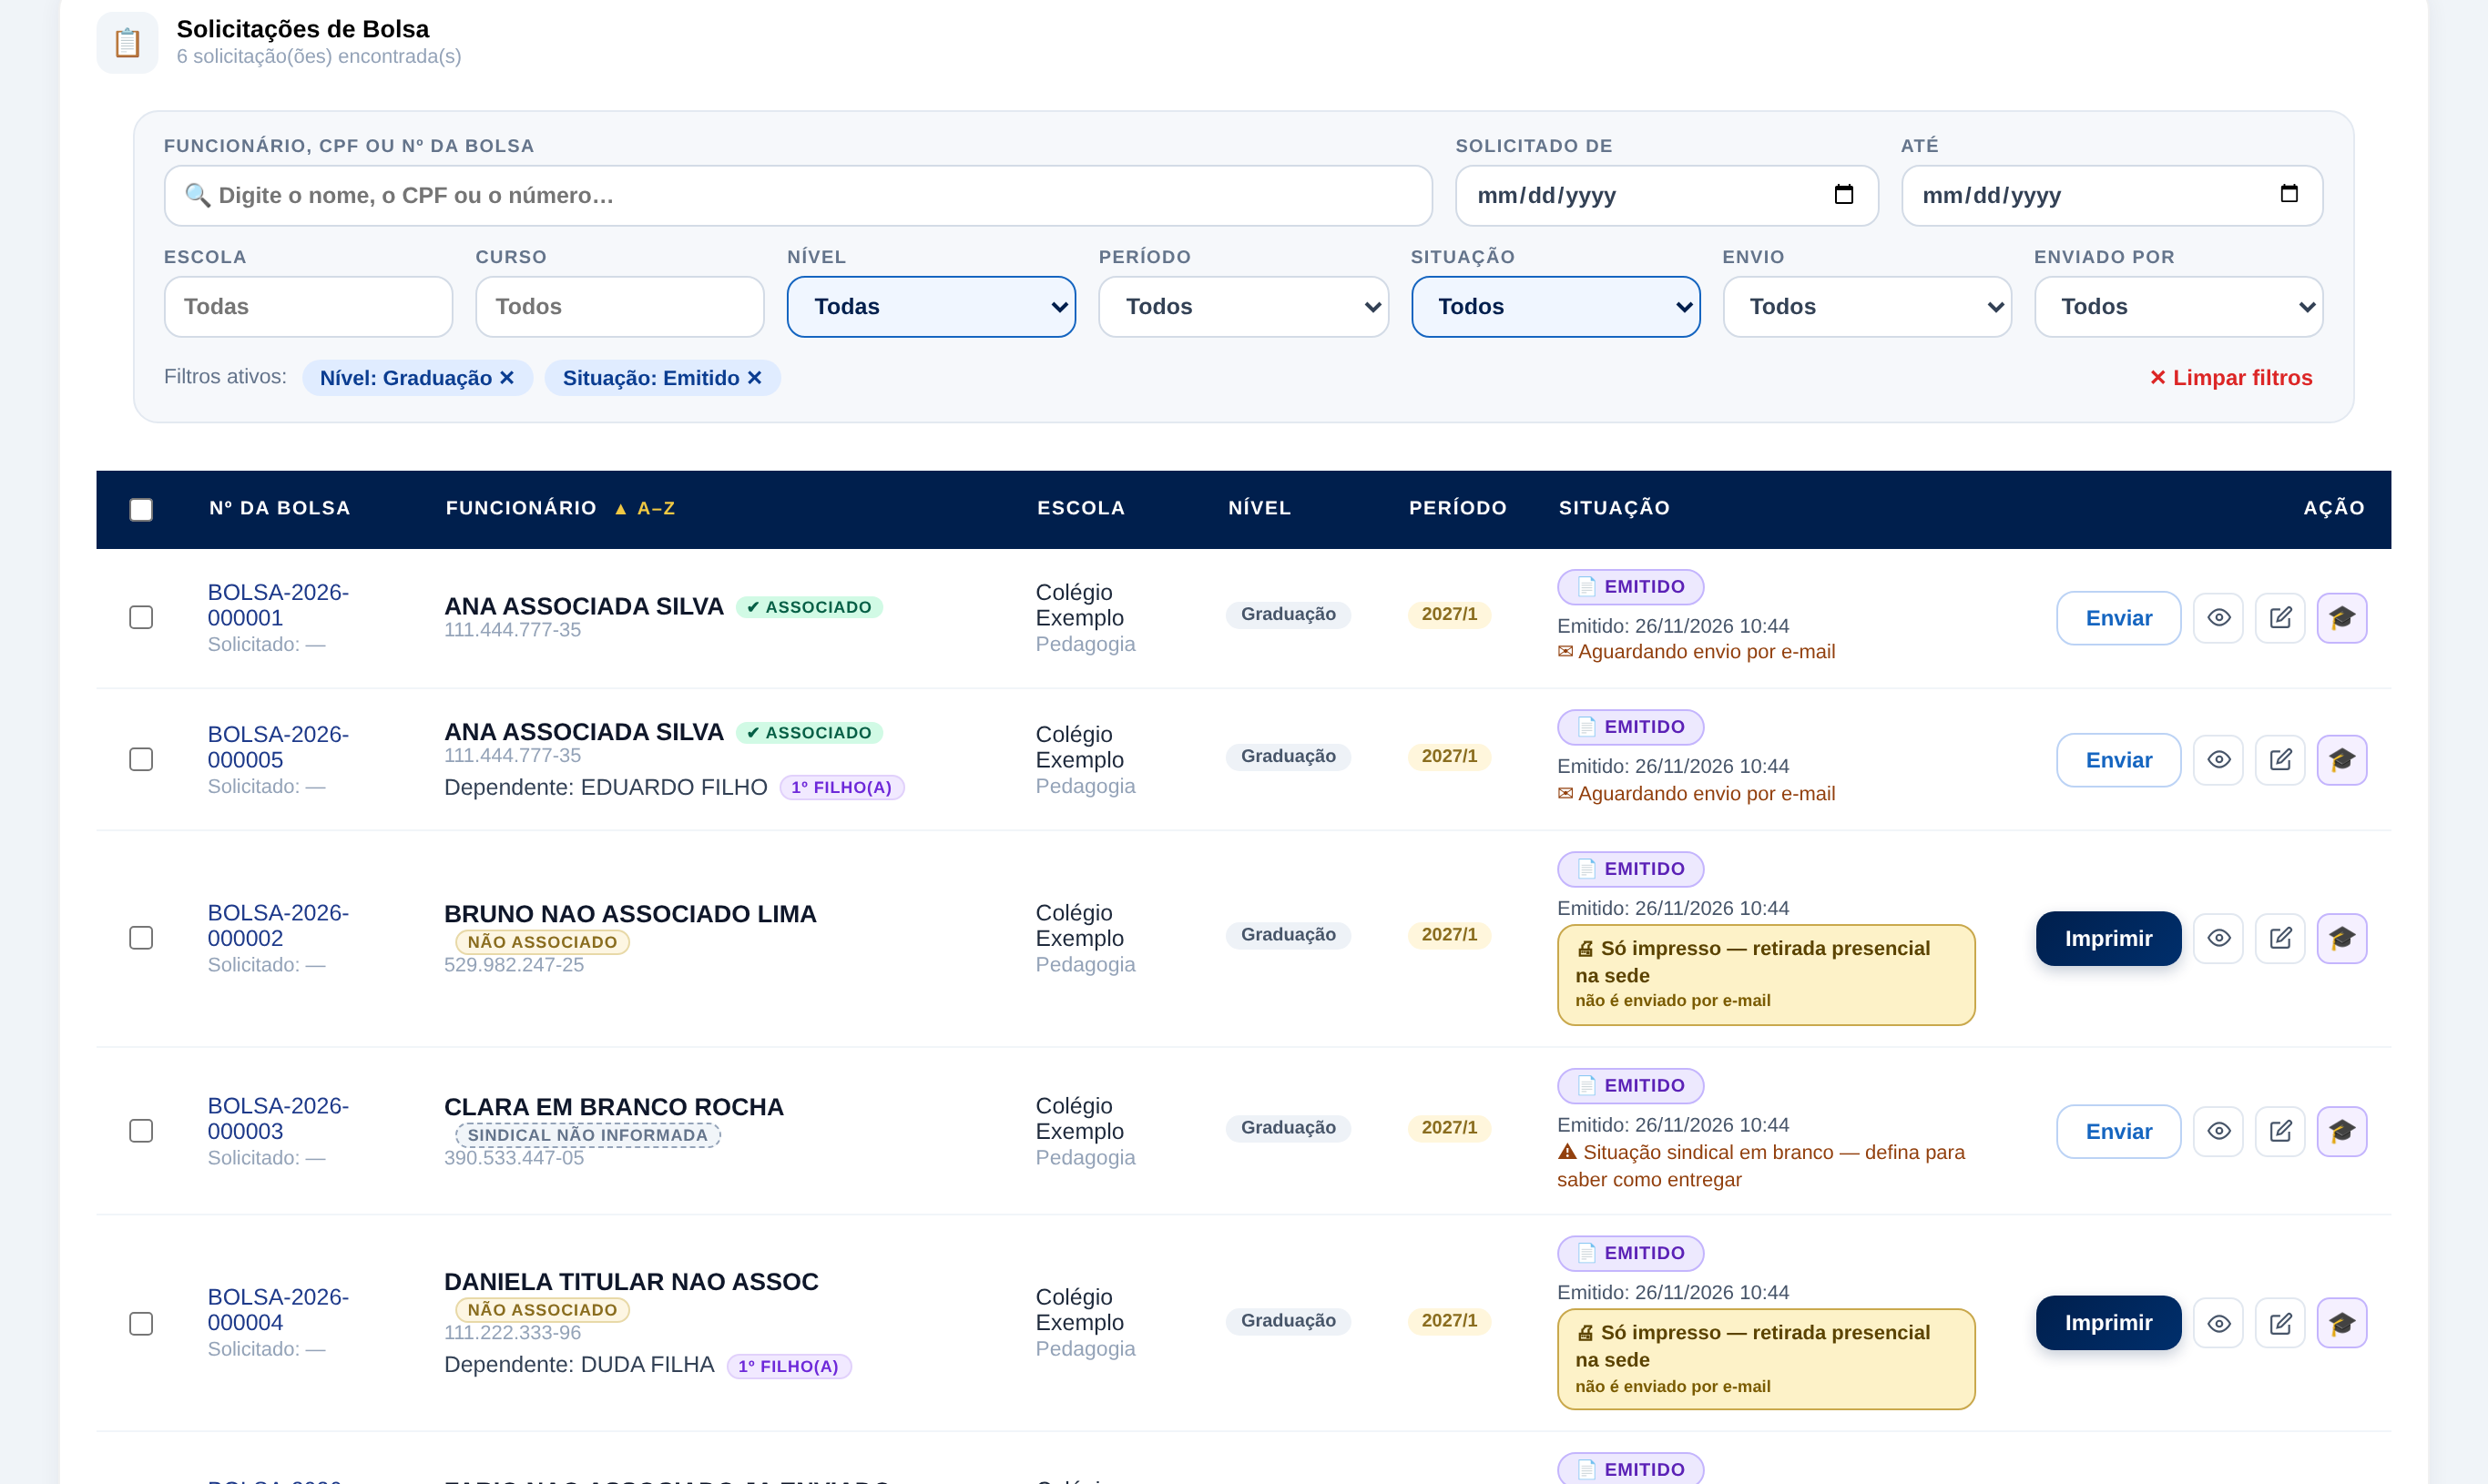 Solicitações de Bolsa
6 solicitação(ões) encontrada(s)
FUNCIONÁRIO, CPF OU Nº DA BOLSA
SOLICITADO DE
ATÉ
Digite o nome, o CPF ou o número…
mm/dd/yyyy
mm/dd/yyyy
ESCOLA
CURSO
NÍVEL
PERÍODO
SITUAÇÃO
ENVIO
ENVIADO POR
Todas
Todos
Todas
Todos
Todos
Todos
Todos
Filtros ativos:
Nível: Graduação ✕
Situação: Emitido ✕
✕ Limpar filtros
Nº DA BOLSA
FUNCIONÁRIO ▲ A–Z
ESCOLA
NÍVEL
PERÍODO
SITUAÇÃO
AÇÃO
BOLSA-2026-
000001
Solicitado: —
ANA ASSOCIADA SILVA ✔ ASSOCIADO
111.444.777-35
Colégio
Exemplo
Pedagogia
Graduação
2027/1
EMITIDO
Emitido: 26/11/2026 10:44
✉ Aguardando envio por e-mail
Enviar
BOLSA-2026-
000005
Solicitado: —
ANA ASSOCIADA SILVA ✔ ASSOCIADO
111.444.777-35
Dependente: EDUARDO FILHO 1º FILHO(A)
Colégio
Exemplo
Pedagogia
Graduação
2027/1
EMITIDO
Emitido: 26/11/2026 10:44
✉ Aguardando envio por e-mail
Enviar
BOLSA-2026-
000002
Solicitado: —
BRUNO NAO ASSOCIADO LIMA
NÃO ASSOCIADO
529.982.247-25
Colégio
Exemplo
Pedagogia
Graduação
2027/1
EMITIDO
Emitido: 26/11/2026 10:44
Só impresso — retirada presencial
na sede
não é enviado por e-mail
Imprimir
BOLSA-2026-
000003
Solicitado: —
CLARA EM BRANCO ROCHA
SINDICAL NÃO INFORMADA
390.533.447-05
Colégio
Exemplo
Pedagogia
Graduação
2027/1
EMITIDO
Emitido: 26/11/2026 10:44
⚠ Situação sindical em branco — defina para
saber como entregar
Enviar
BOLSA-2026-
000004
Solicitado: —
DANIELA TITULAR NAO ASSOC
NÃO ASSOCIADO
111.222.333-96
Dependente: DUDA FILHA 1º FILHO(A)
Colégio
Exemplo
Pedagogia
Graduação
2027/1
EMITIDO
Emitido: 26/11/2026 10:44
Só impresso — retirada presencial
na sede
não é enviado por e-mail
Imprimir
EMITIDO